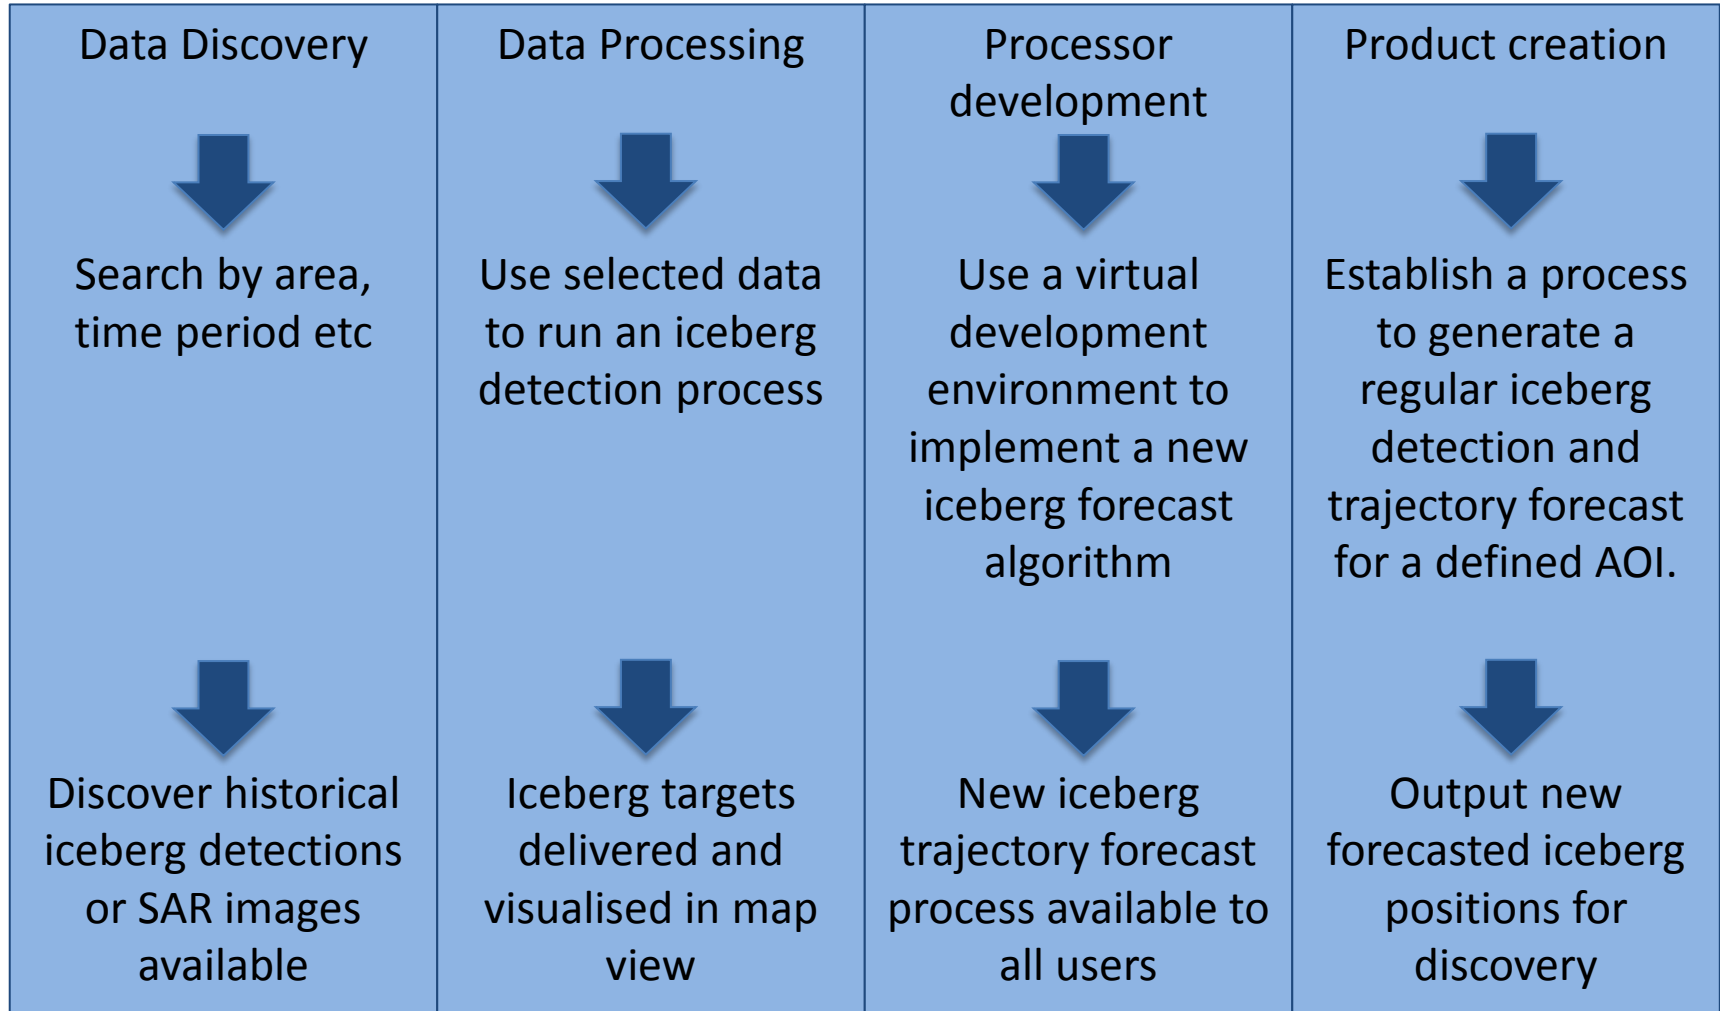 Data Discovery
Search by area,
time period etc
Discover historical
iceberg detections
or SAR images
available
Data Processing
Use selected data
to run an iceberg
detection process
Iceberg targets
delivered and
visualised in map
view
Processor
development
Use a virtual
development
environment to
implement a new
iceberg forecast
algorithm
New iceberg
trajectory forecast
process available to
all users
Product creation
Establish a process
to generate a
regular iceberg
detection and
trajectory forecast
for a defined AOI.
Output new
forecasted iceberg
positions for
discovery